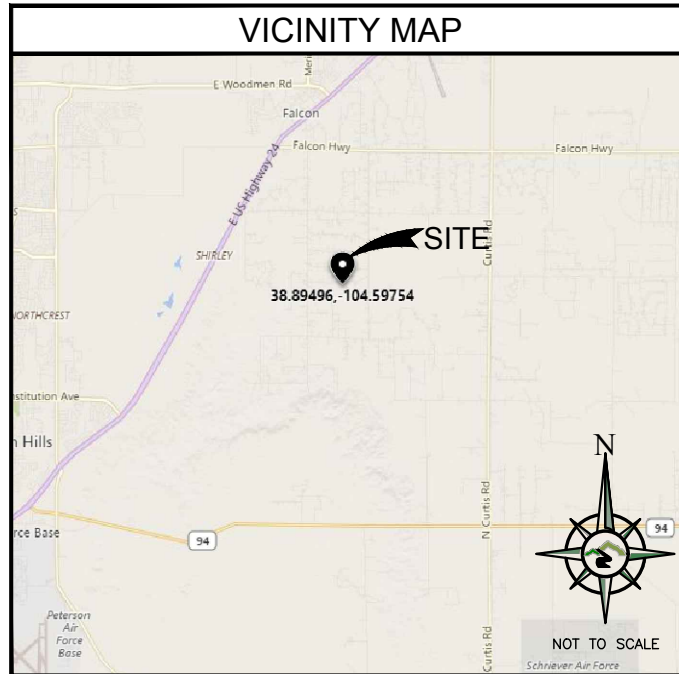 VICINITY MAP
E Woodmen Rd
Meri
Falcon
Falcon Hwy
Falcon Hwy
E US Highway 24
Curtis Rd
SHIRLEY
SITE
38.89496,-104.59754
NORTHCREST
stitution Ave
n Hills
N
N Curtis Rd
94
94
rce Base
Peterson
Air
Force
Base
Curtis Rd
NOT TO SCALE
Schriever Air Force